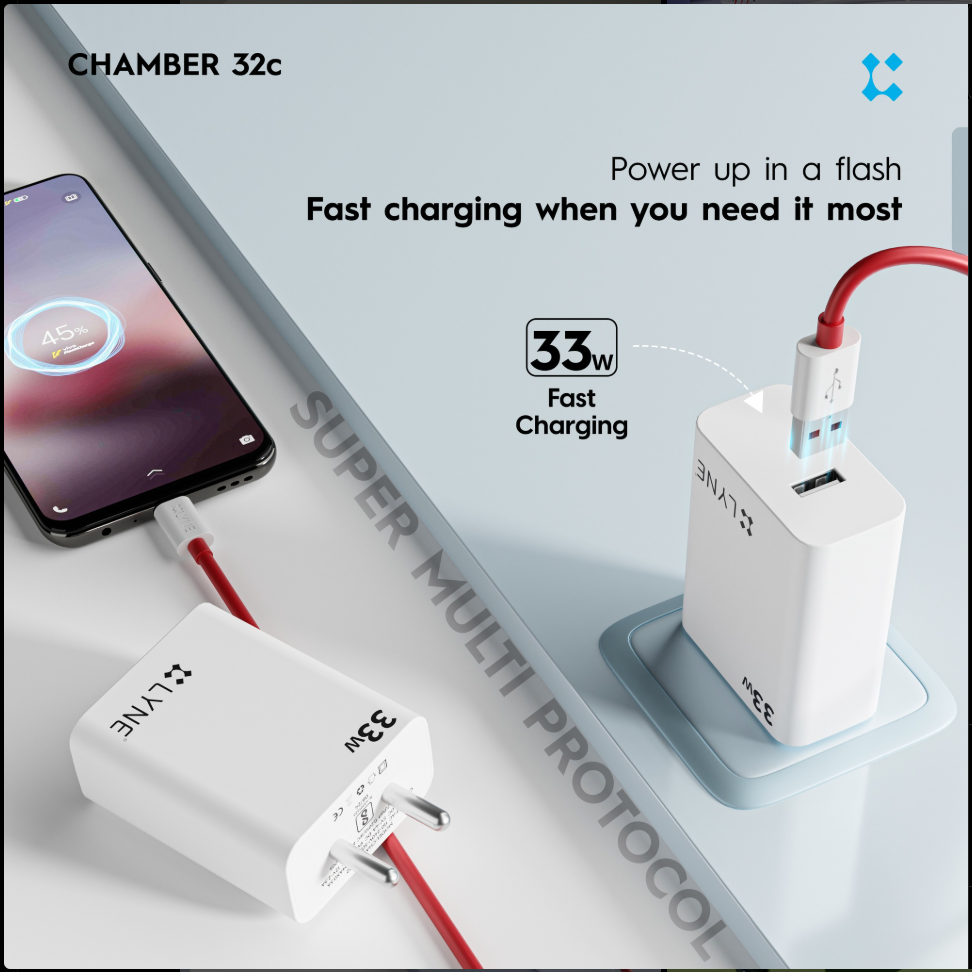 CHAMBER 32c
Power up in a flash
Fast charging when you need it most
33w
Fast
Charging
45%
SUPER MULTI PROTOCOL
LYNE
33w
LYNE
33w